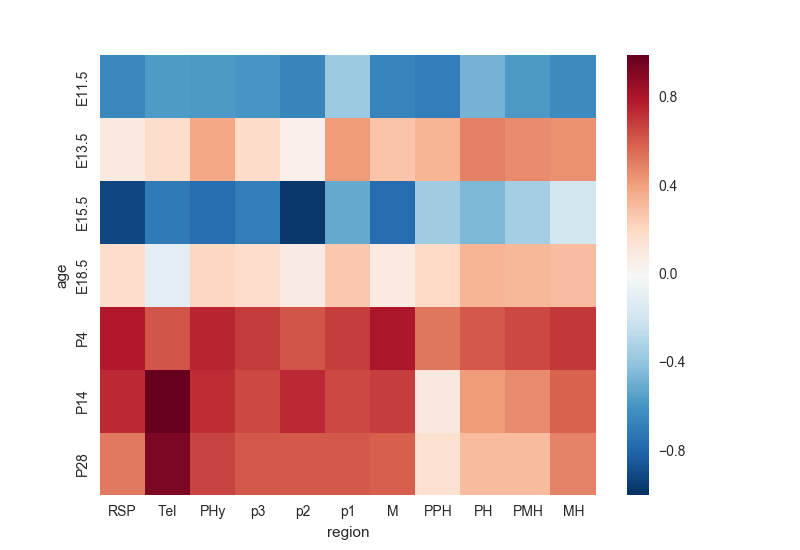 age
E11.5
E13.5
E15.5
E18.5
P4
P14
P28
RSP Tel PHy p3 p2 p1 M PPH PH PMH MH
region
0.8
0.4
0.0
−0.4
−0.8